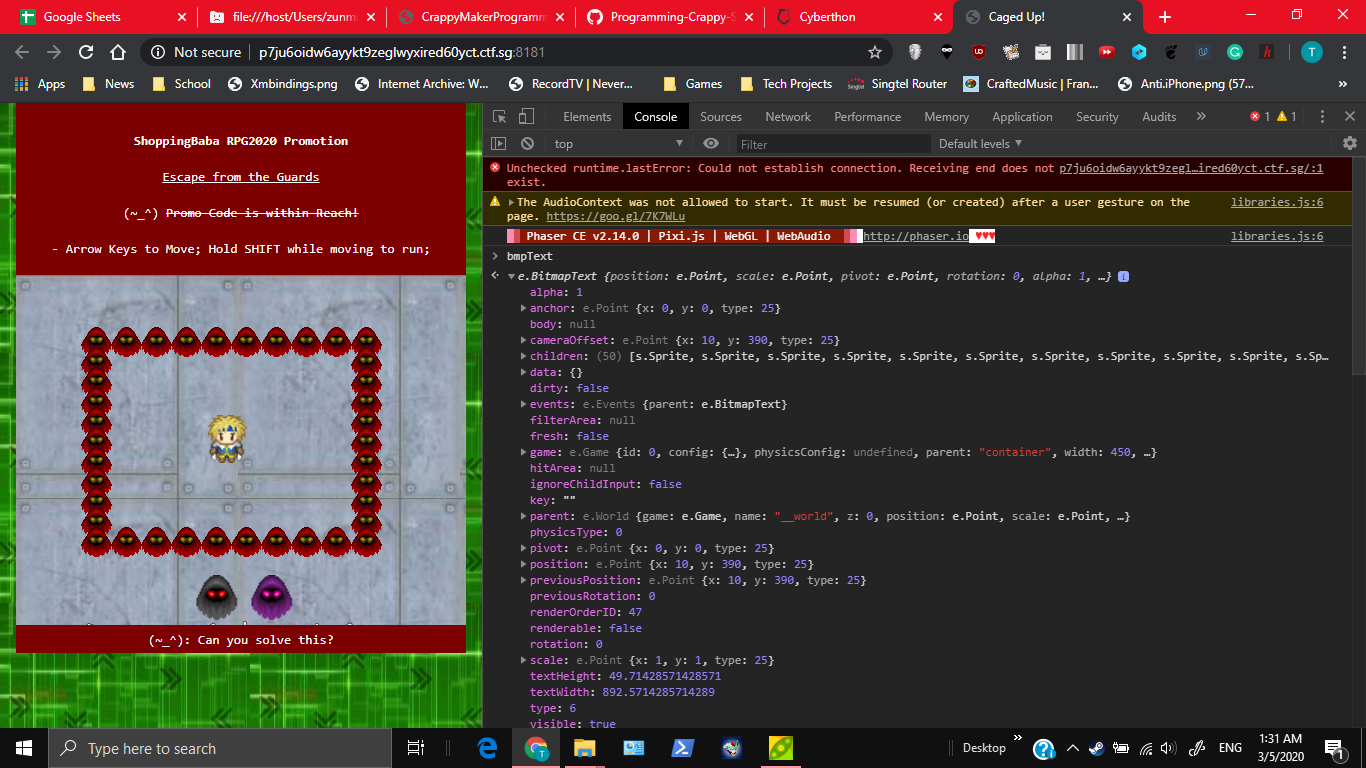 Google Sheets
file:///host/Users/zunm
CrappyMakerProgramm
Programming-Crappy-S
Cyberthon
Caged Up!
Not secure
p7ju6oidw6ayykt9zeglwyxired60yct.ctf.sg:8181
T
Apps
News
School
Xmbindings.png
Internet Archive: W...
RecordTV | Never...
Games
Tech Projects
Singtel Router
CraftedMusic | Fran...
Anti.iPhone.png (57...
»
ShoppingBaba RPG2020 Promotion
Escape from the Guards
(~_^) Promo Code is within Reach!
- Arrow Keys to Move; Hold SHIFT while moving to run;
(~_^): Can you solve this?
Elements
Console
Sources
Network
Performance
Memory
Application
Security
Audits
»
1
1
top
Filter
Default levels ▼
Unchecked runtime.lastError: Could not establish connection. Receiving end does not exist.
p7ju6oidw6ayykt9zegl…ired60yct.ctf.sg/:1
The AudioContext was not allowed to start. It must be resumed (or created) after a user gesture on the page. https://goo.gl/7K7WLu
libraries.js:6
Phaser CE v2.14.0 | Pixi.js | WebGL | WebAudio http://phaser.io ♥♥♥
libraries.js:6
> bmpText
e.BitmapText {position: e.Point, scale: e.Point, pivot: e.Point, rotation: 0, alpha: 1, …}
alpha: 1
anchor: e.Point {x: 0, y: 0, type: 25}
body: null
cameraOffset: e.Point {x: 10, y: 390, type: 25}
children: (50) [s.Sprite, s.Sprite, s.Sprite, s.Sprite, s.Sprite, s.Sprite, s.Sprite, s.Sprite, s.Sprite, s.Sprite, s.Sp…
data: {}
dirty: false
events: e.Events {parent: e.BitmapText}
filterArea: null
fresh: false
game: e.Game {id: 0, config: {…}, physicsConfig: undefined, parent: "container", width: 450, …}
hitArea: null
ignoreChildInput: false
key: ""
parent: e.World {game: e.Game, name: "__world", z: 0, position: e.Point, scale: e.Point, …}
physicsType: 0
pivot: e.Point {x: 0, y: 0, type: 25}
position: e.Point {x: 10, y: 390, type: 25}
previousPosition: e.Point {x: 10, y: 390, type: 25}
previousRotation: 0
renderOrderID: 47
renderable: false
rotation: 0
scale: e.Point {x: 1, y: 1, type: 25}
textHeight: 49.71428571428571
textWidth: 892.5714285714289
type: 6
visible: true
Type here to search
Desktop
»
ENG
1:31 AM
3/5/2020
1